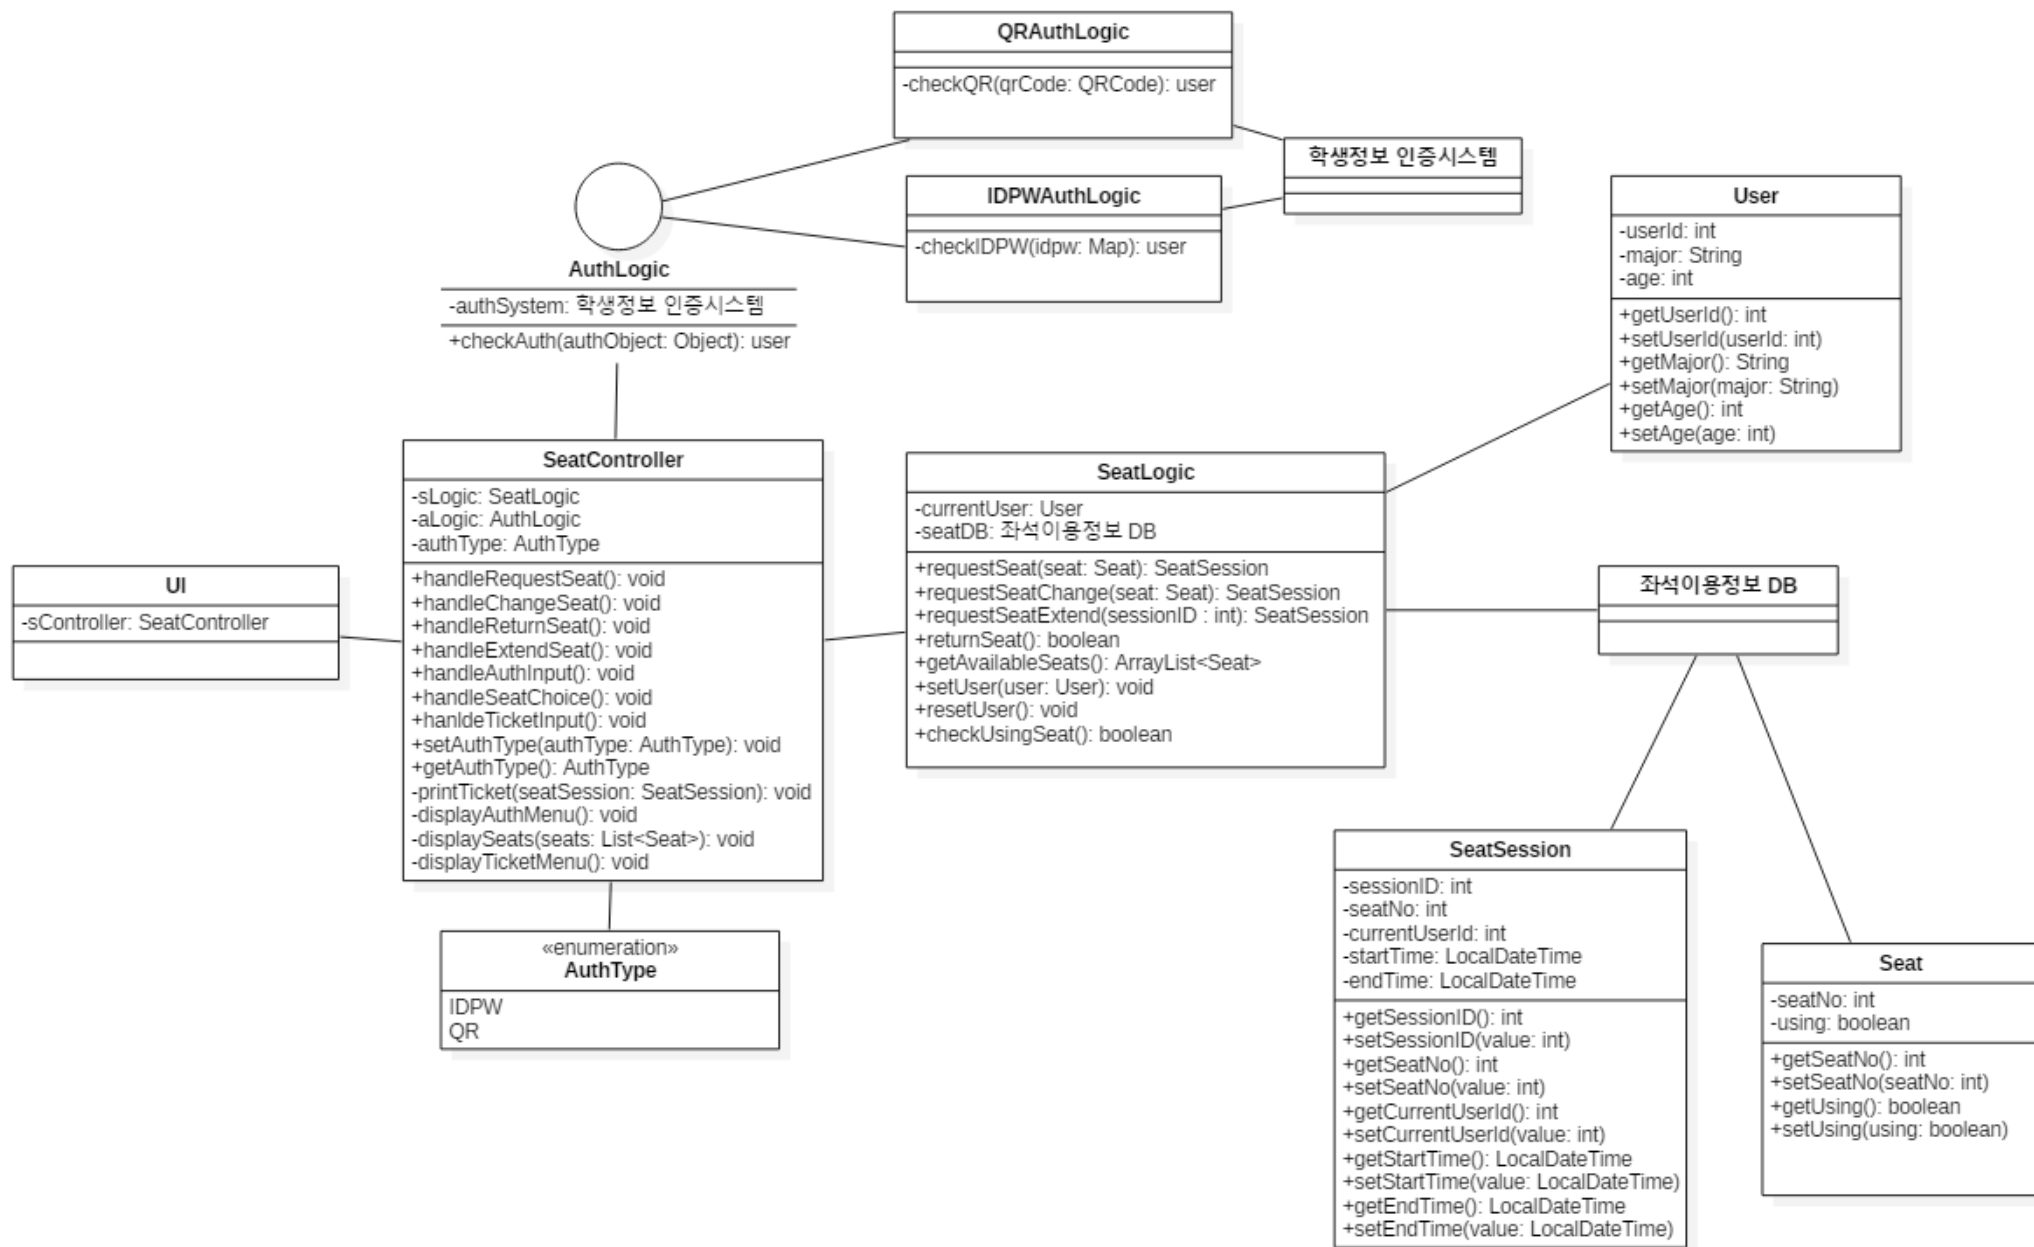 QRAuthLogic
-checkQR(qrCode: QRCode): user
학생정보 인증시스템
IDPWAuthLogic
-checkIDPW(idpw: Map): user
AuthLogic
-authSystem: 학생정보 인증시스템
+checkAuth(authObject: Object): user
User
-userId: int
-major: String
-age: int
+getUserId(): int
+setUserId(userId: int)
+getMajor(): String
+setMajor(major: String)
+getAge(): int
+setAge(age: int)
SeatController
-sLogic: SeatLogic
-aLogic: AuthLogic
-authType: AuthType
+handleRequestSeat(): void
+handleChangeSeat(): void
+handleReturnSeat(): void
+handleExtendSeat(): void
+handleAuthInput(): void
+handleSeatChoice(): void
+hanldeTicketInput(): void
+setAuthType(authType: AuthType): void
+getAuthType(): AuthType
-printTicket(seatSession: SeatSession): void
-displayAuthMenu(): void
-displaySeats(seats: List<Seat>): void
-displayTicketMenu(): void
SeatLogic
-currentUser: User
-seatDB: 좌석이용정보 DB
+requestSeat(seat: Seat): SeatSession
+requestSeatChange(seat: Seat): SeatSession
+requestSeatExtend(sessionID : int): SeatSession
+returnSeat(): boolean
+getAvailableSeats(): ArrayList<Seat>
+setUser(user: User): void
+resetUser(): void
+checkUsingSeat(): boolean
UI
-sController: SeatController
좌석이용정보 DB
«enumeration»
AuthType
IDPW
QR
SeatSession
-sessionID: int
-seatNo: int
-currentUserId: int
-startTime: LocalDateTime
-endTime: LocalDateTime
+getSessionID(): int
+setSessionID(value: int)
+getSeatNo(): int
+setSeatNo(value: int)
+getCurrentUserId(): int
+setCurrentUserId(value: int)
+getStartTime(): LocalDateTime
+setStartTime(value: LocalDateTime)
+getEndTime(): LocalDateTime
+setEndTime(value: LocalDateTime)
Seat
-seatNo: int
-using: boolean
+getSeatNo(): int
+setSeatNo(seatNo: int)
+getUsing(): boolean
+setUsing(using: boolean)